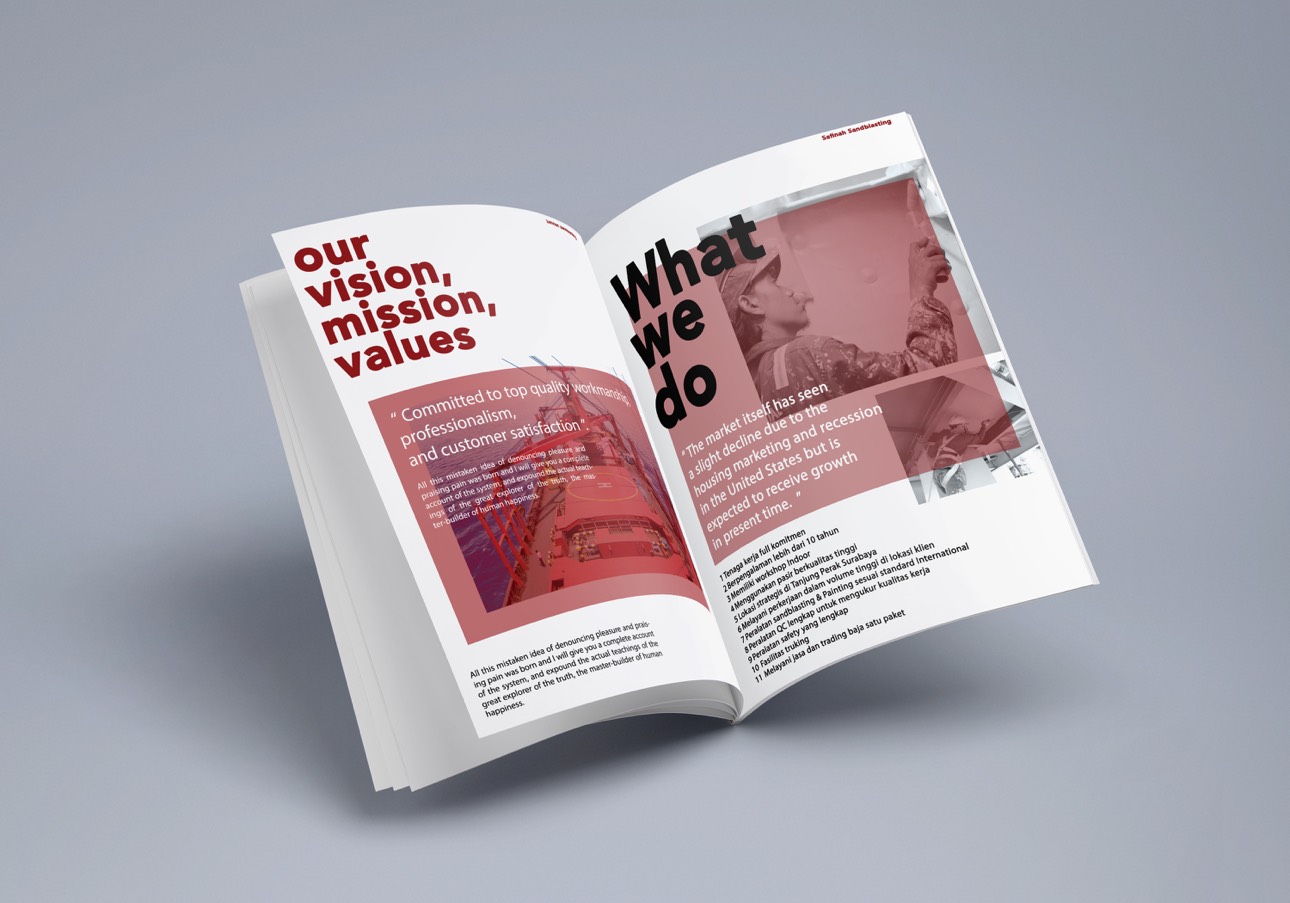 our
vision,
mission,
values
“ Committed to top quality workmanship,
professionalism,
and customer satisfaction”.
All this mistaken idea of denouncing pleasure and
praising pain was born and I will give you a complete
account of the system, and expound the actual teach-
ings of the great explorer of the truth, the mas-
ter-builder of human happiness.
All this mistaken idea of denouncing pleasure and prais-
ing pain was born and I will give you a complete account
of the system, and expound the actual teachings of the
great explorer of the truth, the master-builder of human
happiness.
Safinah Sandblasting
What
we
do
“The market itself has seen
a slight decline due to the
housing marketing and recession
in the United States but is
expected to receive growth
in present time. ”
1 Tenaga kerja full komitmen
2 Berpengalaman lebih dari 10 tahun
3 Memiliki workshop Indoor
4 Menggunakan pasir berkualitas tinggi
5 Lokasi strategis di Tanjung Perak Surabaya
6 Melayani perkerjaan dalam volume tinggi di lokasi klien
7 Peralatan sandblasting & Painting sesuai standard International
8 Peralatan QC lengkap untuk mengukur kualitas kerja
9 Peralatan safety yang lengkap
10 Fasilitas truking
11 Melayani jasa dan trading baja satu paket